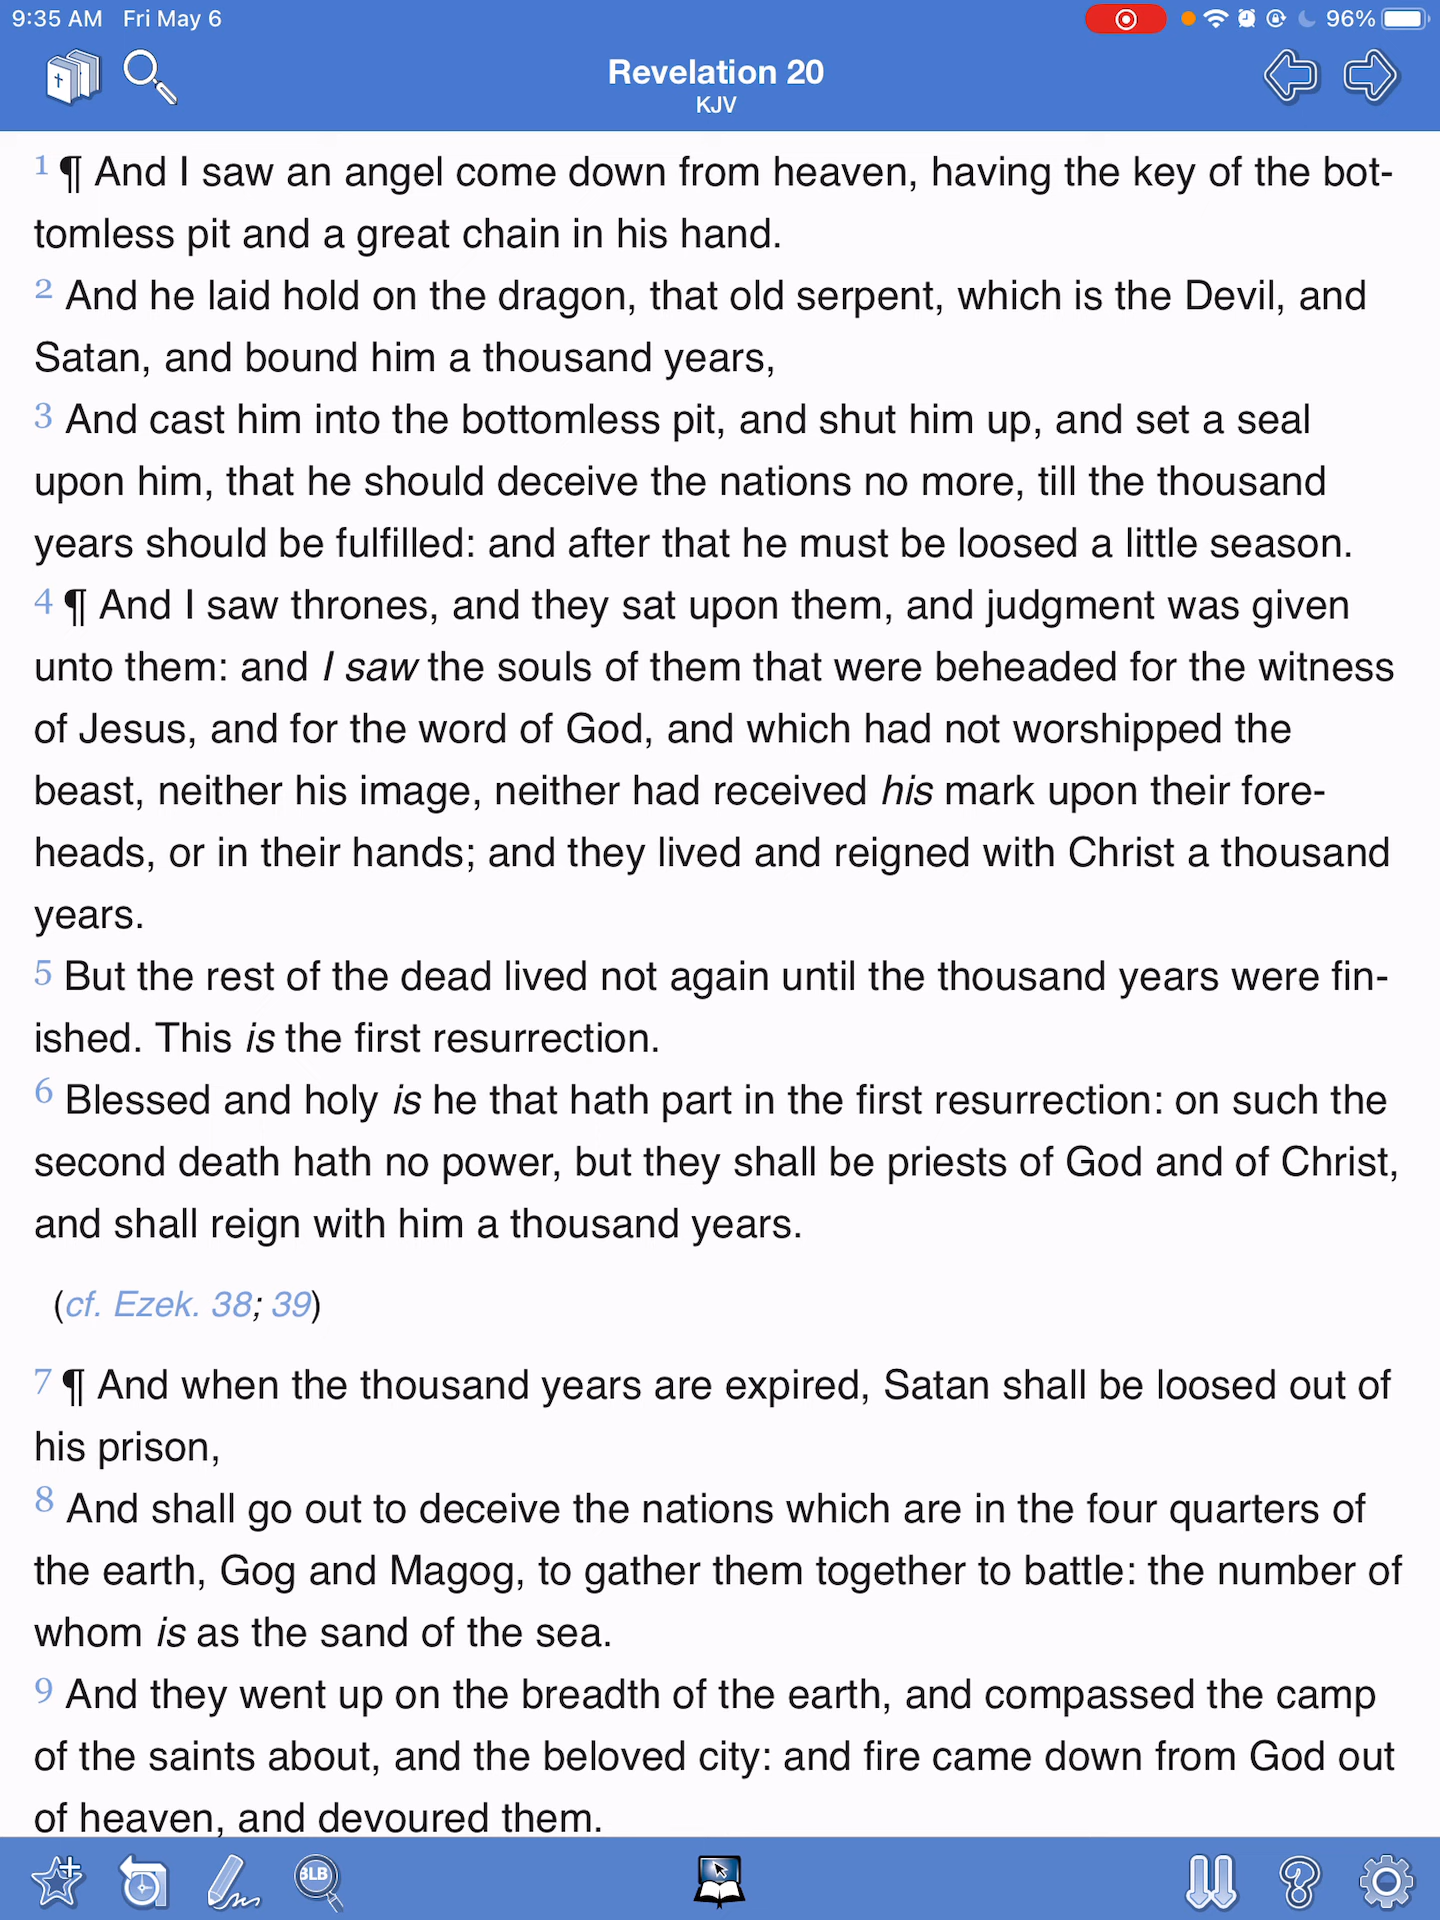 9:35 AM Fri May 6 96%
Revelation 20
KJV
1 ¶ And I saw an angel come down from heaven, having the key of the bot-
tomless pit and a great chain in his hand.
2 And he laid hold on the dragon, that old serpent, which is the Devil, and
Satan, and bound him a thousand years,
3 And cast him into the bottomless pit, and shut him up, and set a seal
upon him, that he should deceive the nations no more, till the thousand
years should be fulfilled: and after that he must be loosed a little season.
4 ¶ And I saw thrones, and they sat upon them, and judgment was given
unto them: and I saw the souls of them that were beheaded for the witness
of Jesus, and for the word of God, and which had not worshipped the
beast, neither his image, neither had received his mark upon their fore-
heads, or in their hands; and they lived and reigned with Christ a thousand
years.
5 But the rest of the dead lived not again until the thousand years were fin-
ished. This is the first resurrection.
6 Blessed and holy is he that hath part in the first resurrection: on such the
second death hath no power, but they shall be priests of God and of Christ,
and shall reign with him a thousand years.
(cf. Ezek. 38; 39)
7 ¶ And when the thousand years are expired, Satan shall be loosed out of
his prison,
8 And shall go out to deceive the nations which are in the four quarters of
the earth, Gog and Magog, to gather them together to battle: the number of
whom is as the sand of the sea.
9 And they went up on the breadth of the earth, and compassed the camp
of the saints about, and the beloved city: and fire came down from God out
of heaven, and devoured them.
BLB